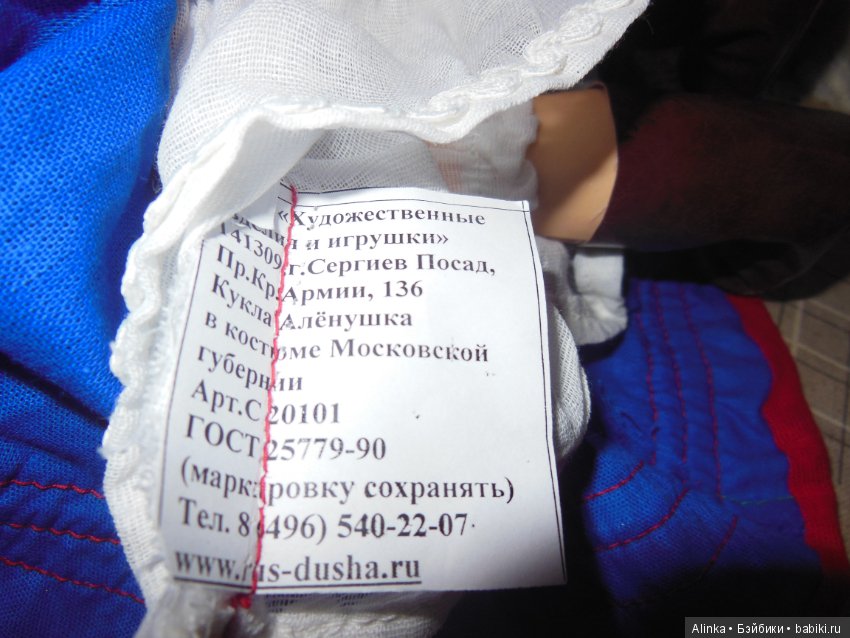 «Художественные
изделия и игрушки»
141309, г.Сергиев Посад,
Пр.Кр.Армии, 136
Кукла Алёнушка
в костюме Московской
губернии
Арт.С 20101
ГОСТ 25779-90
(маркировку сохранять)
Тел. 8(496) 540-22-07
www.rus-dusha.ru
Alinka • Бэйбики • babiki.ru